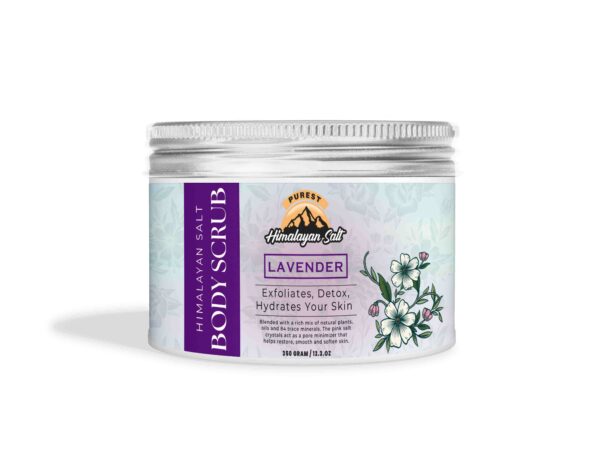 HIMALAYAN SALT
BODY SCRUB
PUREST
Himalayan Salt
LAVENDER
Exfoliates, Detox,
Hydrates Your Skin
Blended with a rich mix of natural plants,
oils and 84 trace minerals. The pink salt
crystals act as a pore minimizer that
helps restore, smooth and soften skin.
350 GRAM / 12.3.OZ